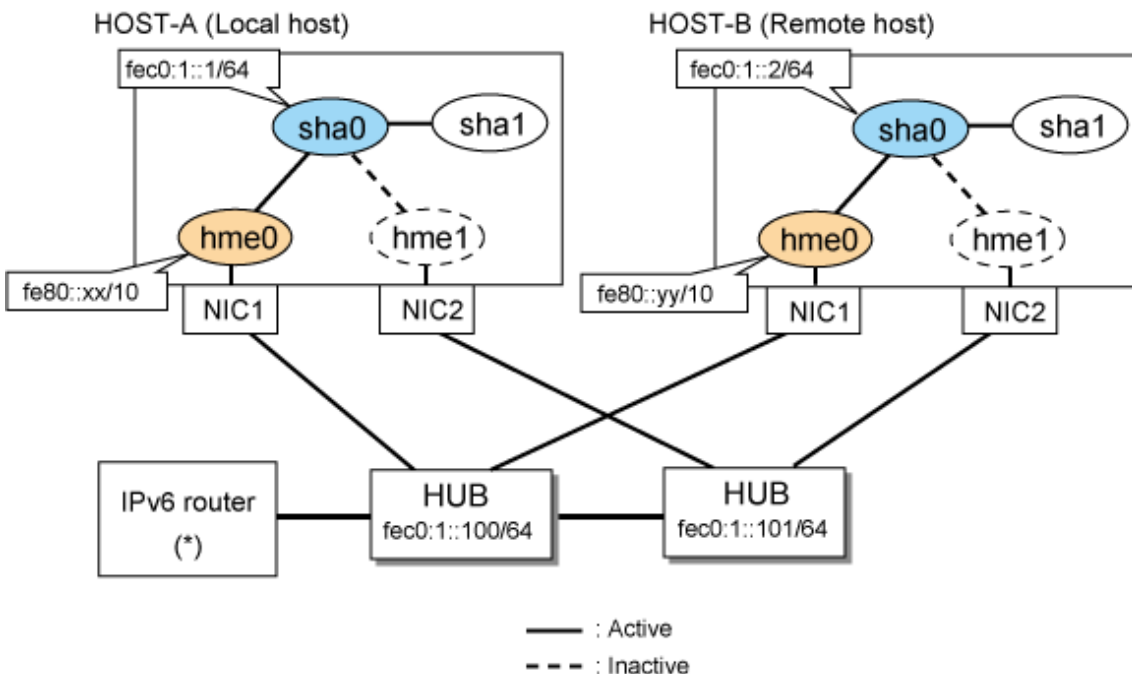 HOST-A (Local host)
HOST-B (Remote host)
fec0:1::1/64
fec0:1::2/64
sha0
sha1
sha0
sha1
hme0
hme1
hme0
hme1
fe80::xx/10
fe80::yy/10
NIC1
NIC2
NIC1
NIC2
IPv6 router
(*)
HUB
fec0:1::100/64
HUB
fec0:1::101/64
: Active
: Inactive